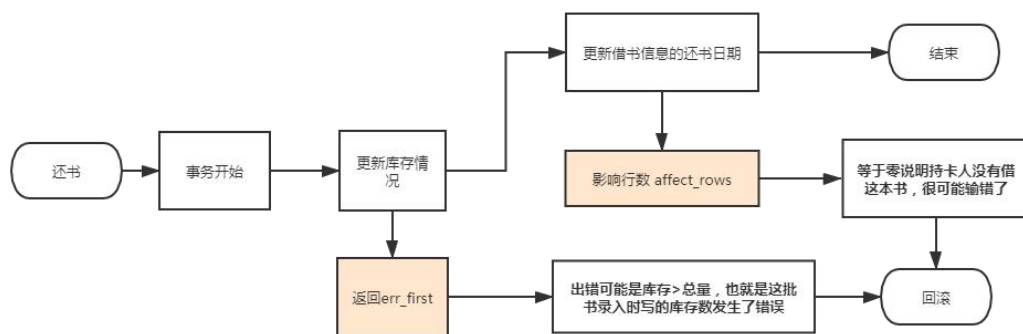 更新借书信息的还书日期
结束
还书
事务开始
更新库存情
况
影响行数 affect_rows
等于零说明持卡人没有借
这本书，很可能输错了
返回err_first
出错可能是库存>总量，也就是这批
书录入时写的库存数发生了错误
回滚